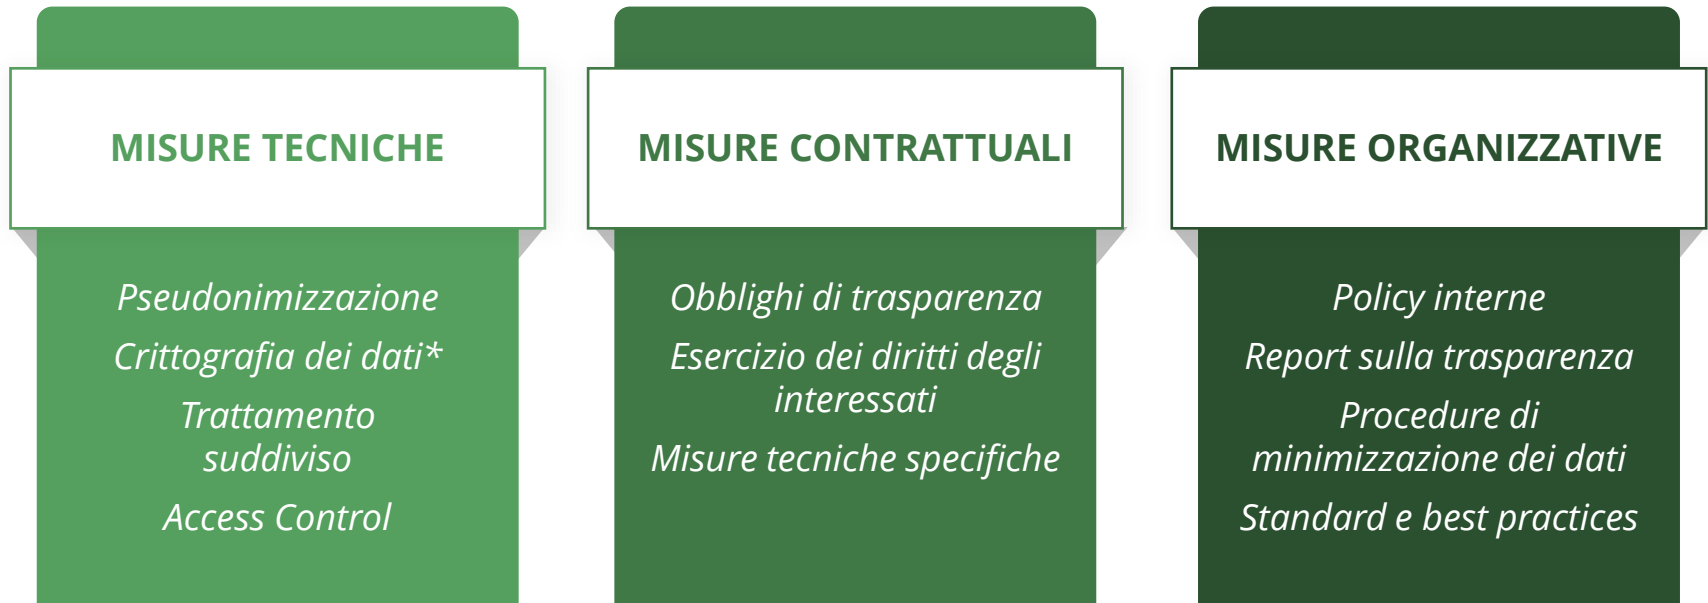 MISURE TECNICHE
Pseudonimizzazione
Crittografia dei dati*
Trattamento
suddiviso
Access Control
MISURE CONTRATTUALI
Obblighi di trasparenza
Esercizio dei diritti degli
interessati
Misure tecniche specifiche
MISURE ORGANIZZATIVE
Policy interne
Report sulla trasparenza
Procedure di
minimizzazione dei dati
Standard e best practices